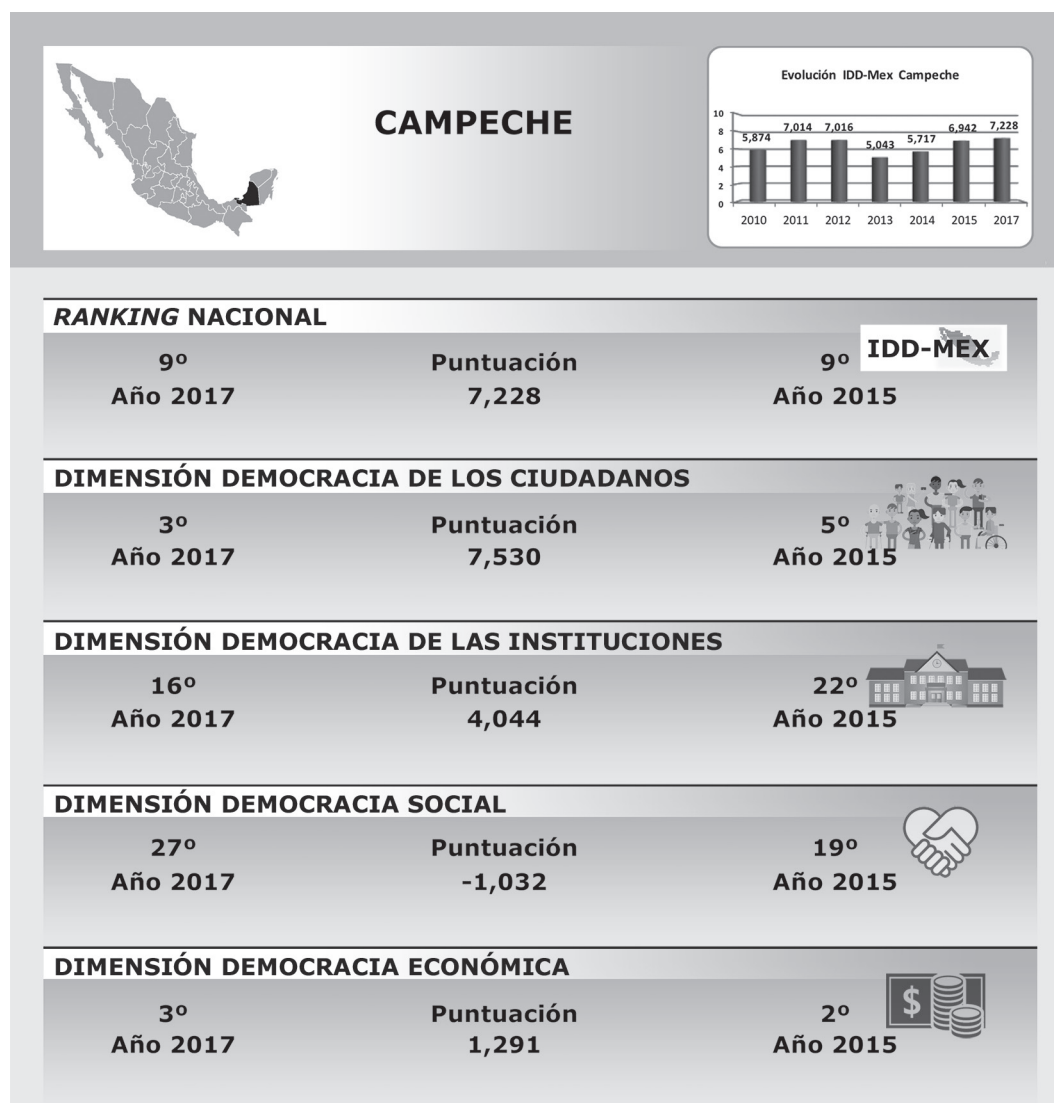 CAMPECHE
Evolución IDD-Mex Campeche
10
8
6
4
2
0
5,874
7,014
7,016
5,043
5,717
6,942
7,228
2010 2011 2012 2013 2014 2015 2017
RANKING NACIONAL
IDD-MEX
9º Puntuación 9º
Año 2017 7,228 Año 2015
DIMENSIÓN DEMOCRACIA DE LOS CIUDADANOS
3º Puntuación 5º
Año 2017 7,530 Año 2015
DIMENSIÓN DEMOCRACIA DE LAS INSTITUCIONES
16º Puntuación 22º
Año 2017 4,044 Año 2015
DIMENSIÓN DEMOCRACIA SOCIAL
27º Puntuación 19º
Año 2017 -1,032 Año 2015
DIMENSIÓN DEMOCRACIA ECONÓMICA
$
3º Puntuación 2º
Año 2017 1,291 Año 2015